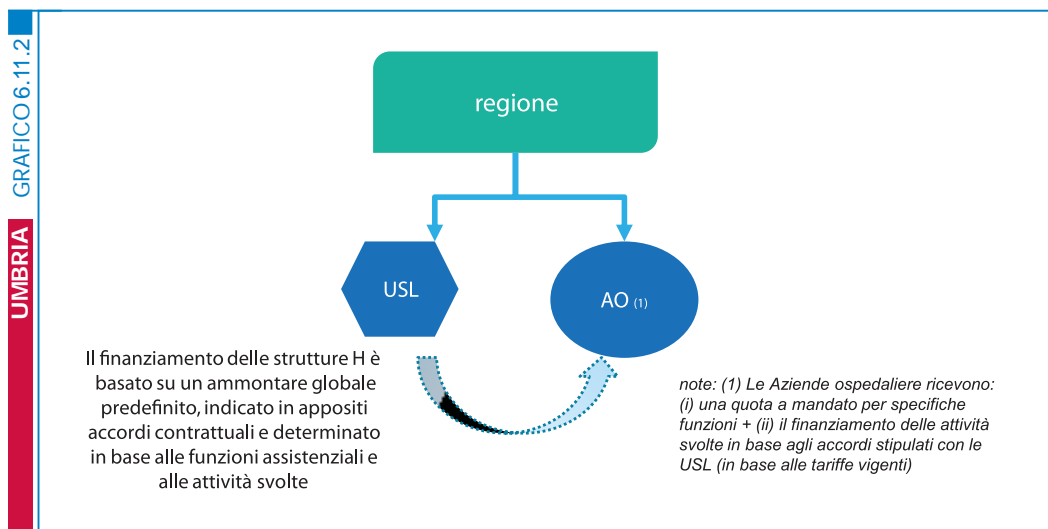 GRAFICO 6.11.2
UMBRIA
regione
USL
AO (1)
Il finanziamento delle strutture H è
basato su un ammontare globale
predefinito, indicato in appositi
accordi contrattuali e determinato
in base alle funzioni assistenziali e
alle attività svolte
note: (1) Le Aziende ospedaliere ricevono:
(i) una quota a mandato per specifiche
funzioni + (ii) il finanziamento delle attività
svolte in base agli accordi stipulati con le
USL (in base alle tariffe vigenti)